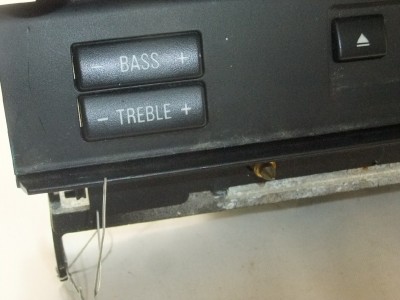 - BASS +
- TREBLE +